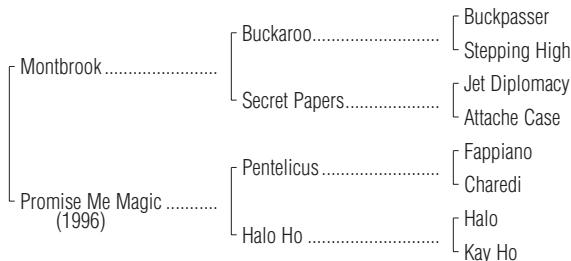 Buckpasser
Buckaroo
Stepping High
Montbrook
Jet Diplomacy
Secret Papers
Attache Case
Fappiano
Pentelicus
Charedi
Promise Me Magic
(1996)
Halo
Halo Ho
Kay Ho